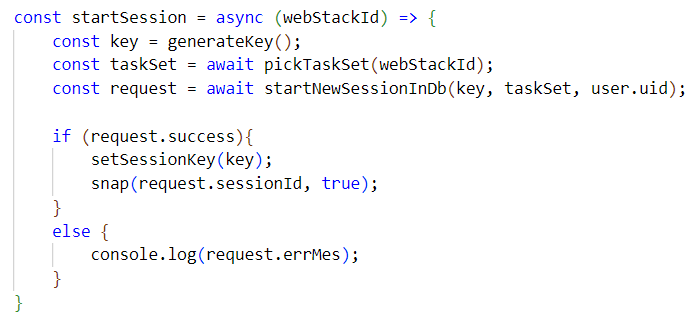 const startSession = async (webStackId) => {
    const key = generateKey();
    const taskSet = await pickTaskSet(webStackId);
    const request = await startNewSessionInDb(key, taskSet, user.uid);

    if (request.success){
        setSessionKey(key);
        snap(request.sessionId, true);
    }
    else {
        console.log(request.errMes);
    }
}